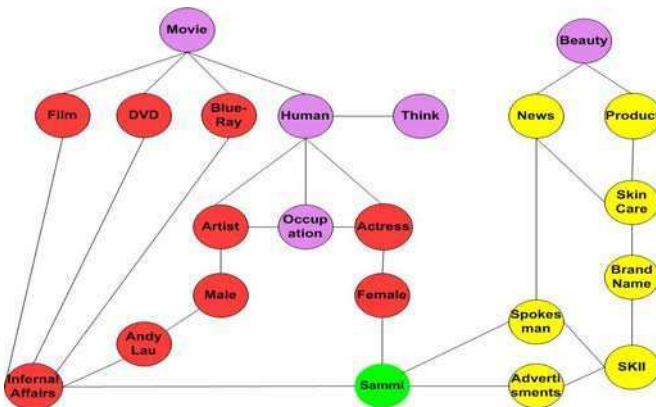 Movie
Beauty
Film
DVD
Blue-
Ray
Human
Think
News
Product
Skin
Care
Artist
Occup
ation
Actress
Brand
Name
Male
Female
Spokes
man
Andy
Lau
Infernal
Affairs
Sammi
Adverti
sments
SKII